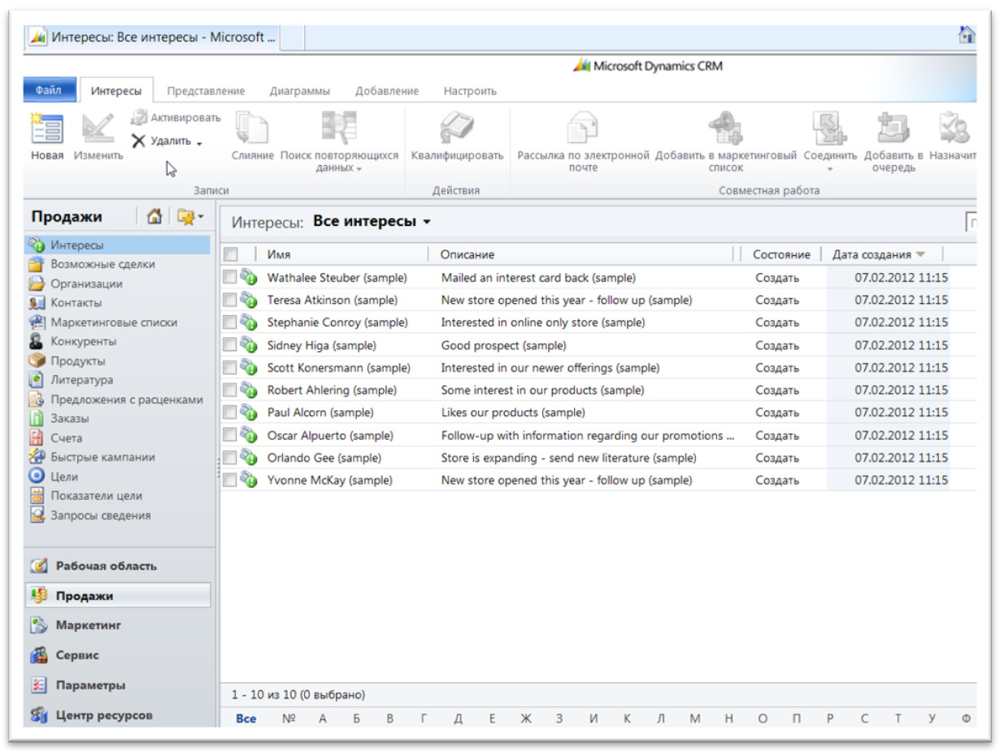 Интересы: Все интересы - Microsoft ...
Microsoft Dynamics CRM
Файл Интересы Представление Диаграммы Добавление Настроить
Новая Изменить Активировать Удалить Слияние Поиск повторяющихся данных Квалифицировать Рассылка по электронной почте Добавить в маркетинговый список Соединить Добавить в очередь Назначит
Записи Действия Совместная работа
Продажи
Интересы
Возможные сделки
Организации
Контакты
Маркетинговые списки
Конкуренты
Продукты
Литература
Предложения с расценками
Заказы
Счета
Быстрые кампании
Цели
Показатели цели
Запросы сведения
Рабочая область
Продажи
Маркетинг
Сервис
Параметры
Центр ресурсов
Интересы: Все интересы
Имя Описание Состояние Дата создания
Wathalee Steuber (sample) Mailed an interest card back (sample) Создать 07.02.2012 11:15
Teresa Atkinson (sample) New store opened this year - follow up (sample) Создать 07.02.2012 11:15
Stephanie Conroy (sample) Interested in online only store (sample) Создать 07.02.2012 11:15
Sidney Higa (sample) Good prospect (sample) Создать 07.02.2012 11:15
Scott Konersmann (sample) Interested in our newer offerings (sample) Создать 07.02.2012 11:15
Robert Ahlering (sample) Some interest in our products (sample) Создать 07.02.2012 11:15
Paul Alcorn (sample) Likes our products (sample) Создать 07.02.2012 11:15
Oscar Alpuerto (sample) Follow-up with information regarding our promotions ... Создать 07.02.2012 11:15
Orlando Gee (sample) Store is expanding - send new literature (sample) Создать 07.02.2012 11:15
Yvonne McKay (sample) New store opened this year - follow up (sample) Создать 07.02.2012 11:15
1 - 10 из 10 (0 выбрано)
Все № А Б В Г Д Е Ж З И К Л М Н О П Р С Т У Ф